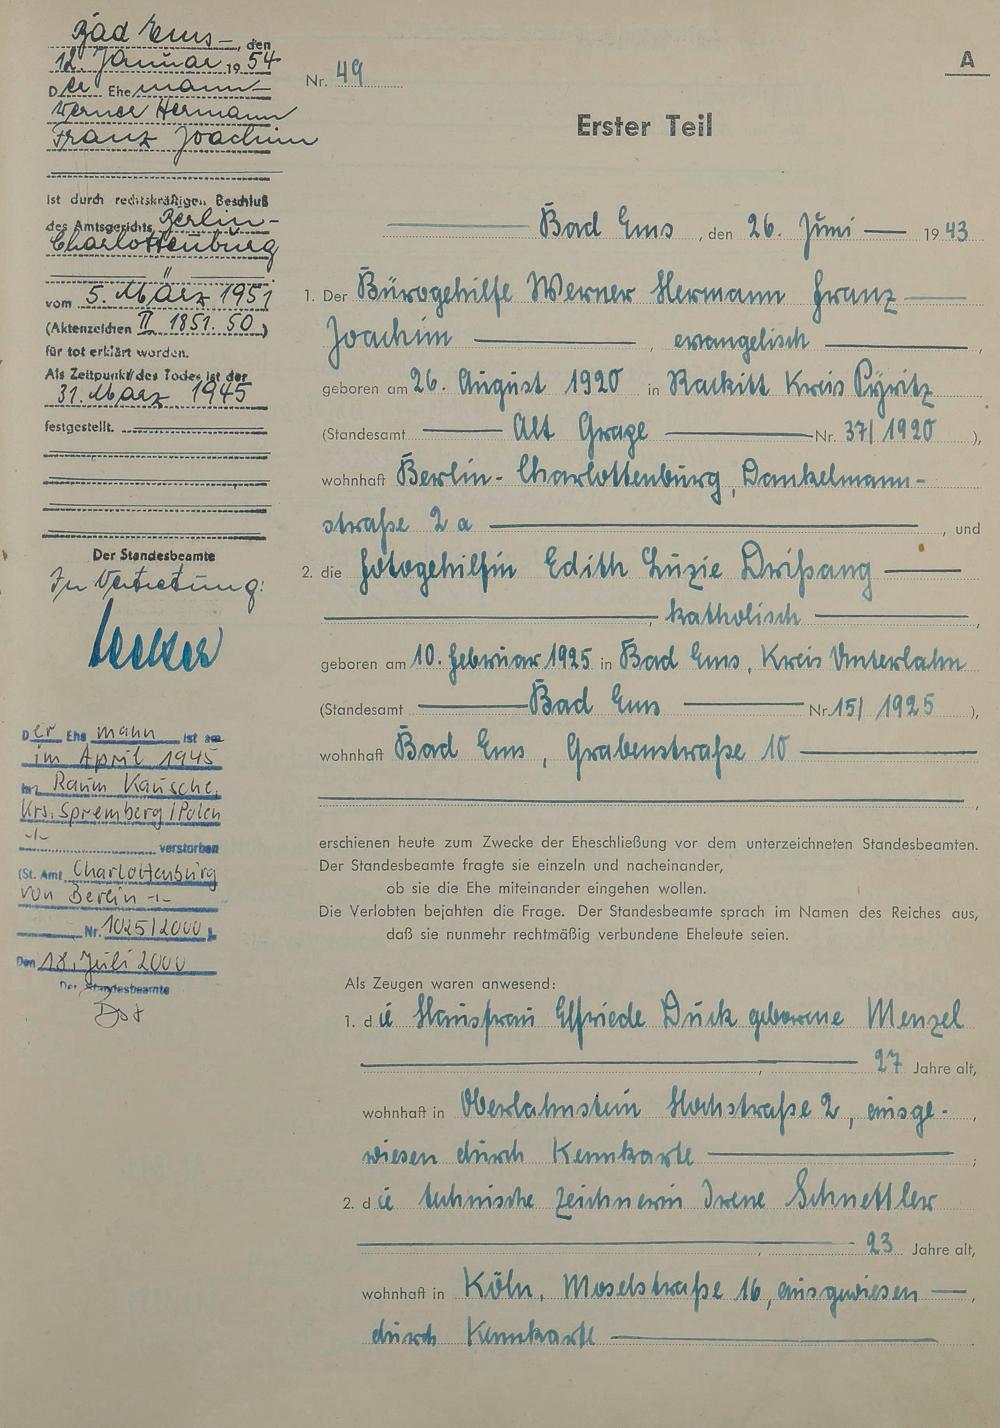 Bad Ems –, den
12. Januar 1954
Der Ehemann –
Werner Hermann
Franz Joachim
ist durch rechtskräftigen Beschluß
des Amtsgerichts Berlin-
Charlottenburg
— " —
vom 5. März 1951
(Aktenzeichen II 1851. 50)
für tot erklärt worden.
Als Zeitpunkt des Todes ist der
31. März 1945
festgestellt.
Der Standesbeamte
In Vertretung:
Der Ehemann ist am
im April 1945
in Raum Kausche,
Krs. Spremberg / Polen
-/-
verstorben
(St. Amt Charlottenburg
von Berlin -/-
Nr. 1025/2000).
Den 18. Juli 2000
Der Standesbeamte
A
Nr. 49
Erster Teil
Bad Ems, den 26. Juni — 1943
1. Der Bürogehilfe Werner Hermann Franz —
Joachim —, evangelisch —,
geboren am 26. August 1920 in Rackitt Kreis Pyritz
(Standesamt — Alt Grape — Nr. 37/1920),
wohnhaft Berlin-Charlottenburg, Dankelmann-
straße 2a —, und
2. die Fotogehilfin Edith Luzie Drißang —
—, katholisch —,
geboren am 10. Februar 1925 in Bad Ems, Kreis Unterlahn
(Standesamt — Bad Ems — Nr. 15/1925),
wohnhaft Bad Ems, Grabenstraße 10 —
—,
erschienen heute zum Zwecke der Eheschließung vor dem unterzeichneten Standesbeamten.
Der Standesbeamte fragte sie einzeln und nacheinander,
ob sie die Ehe miteinander eingehen wollen.
Die Verlobten bejahten die Frage. Der Standesbeamte sprach im Namen des Reiches aus,
daß sie nunmehr rechtmäßig verbundene Eheleute seien.
Als Zeugen waren anwesend:
1. die Hausfrau Elfriede Duck geborene Menzel
—, 27 Jahre alt,
wohnhaft in Oberlahnstein Hochstraße 2, ausge-,
wiesen durch Kennkarte —;
2. die technische Zeichnerin Irene Schnettler
—, 23 Jahre alt,
wohnhaft in Köln, Moselstraße 16, ausgewiesen —,
durch Kennkarte —